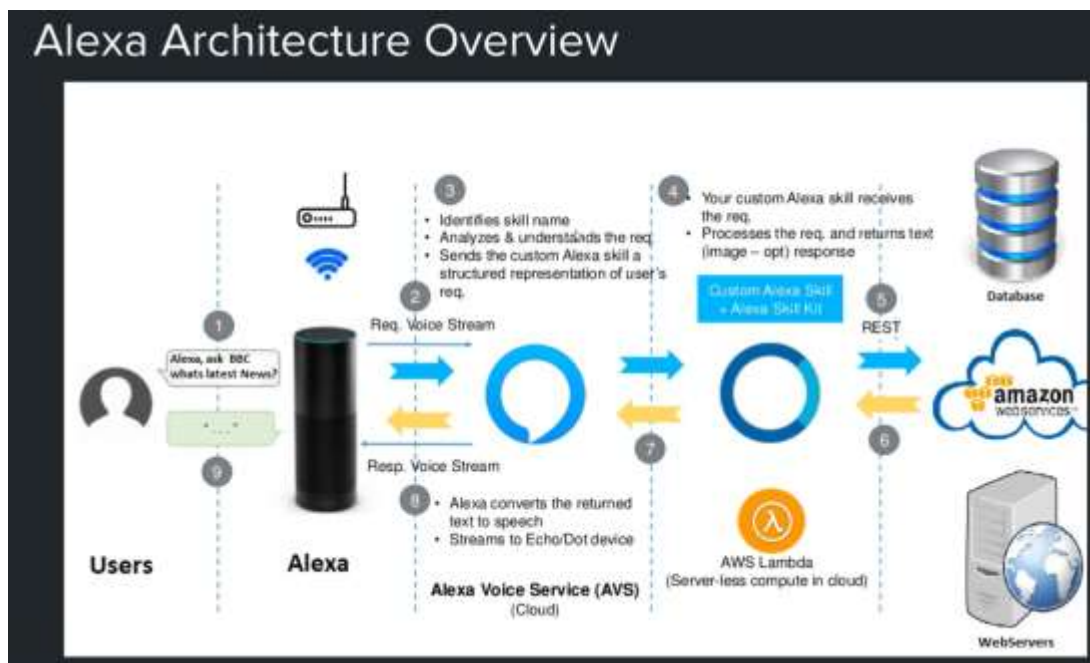 Alexa Architecture Overview
3
• Identifies skill name
• Analyzes & understands the req.
• Sends the custom Alexa skill a
structured representation of user's
req.
4
• Your custom Alexa skill receives
the req.
• Processes the req. and returns text
(image – opt) response
Database
Custom Alexa Skill
+ Alexa Skill Kit
2
Req. Voice Stream
5
REST
1
Alexa, ask BBC
whats latest News?
amazon
webservices™
"...."
9
Resp. Voice Stream
7
6
8
• Alexa converts the returned
text to speech
• Streams to Echo/Dot device
λ
AWS Lambda
(Server-less compute in cloud)
Users
Alexa
Alexa Voice Service (AVS)
(Cloud)
WebServers